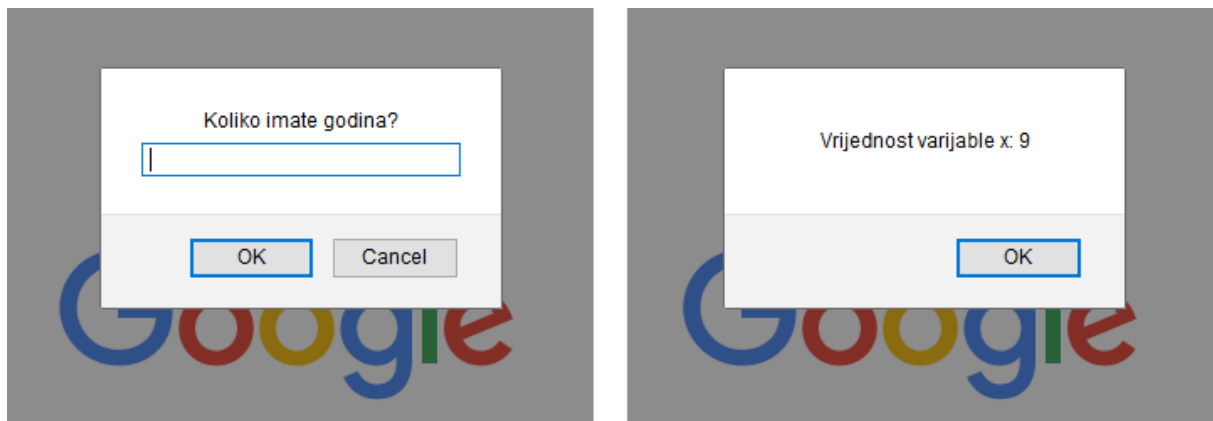 Koliko imate godina?
OK
Cancel
Google
Vrijednost varijable x: 9
OK
Google